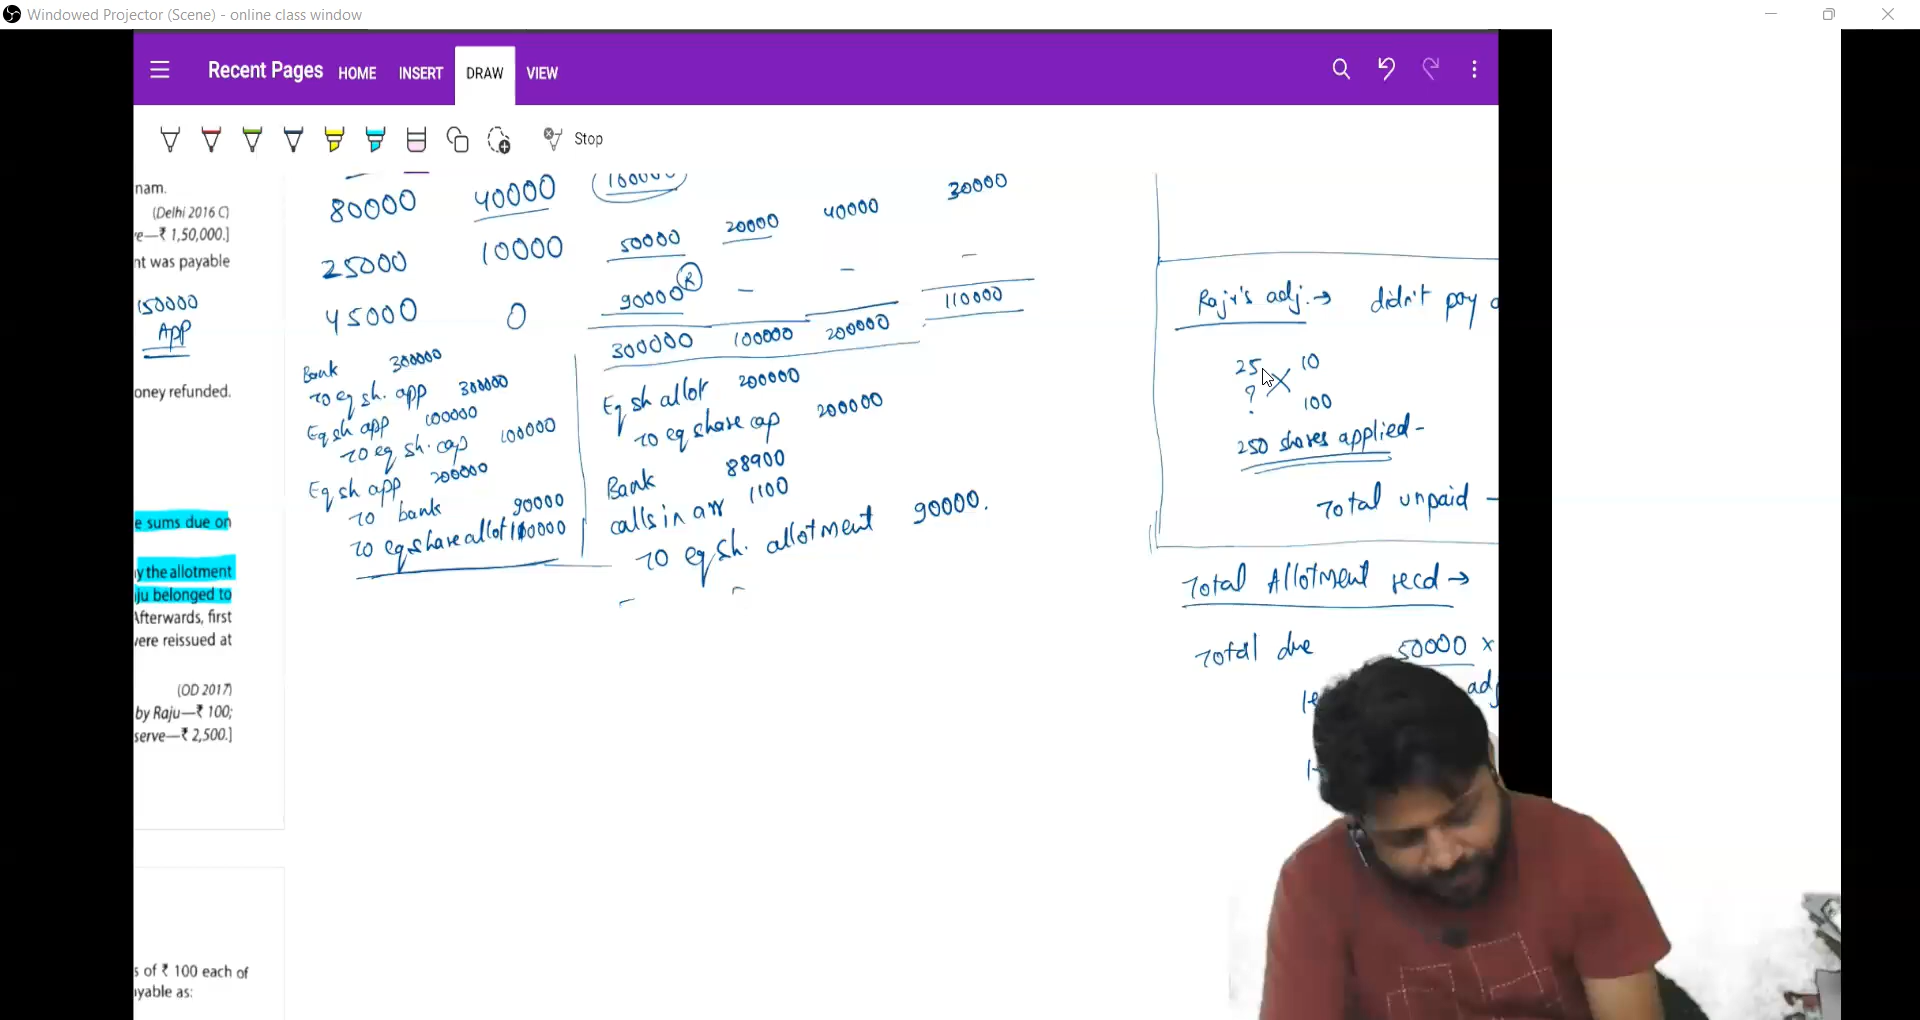 Windowed Projector (Scene) - online class window
Recent Pages HOME INSERT DRAW VIEW
Stop
nam.
(Delhi 2016 C)
e—₹ 1,50,000.]
nt was payable
150000
APP
oney refunded.
e sums due on
y the allotment
ju belonged to
Afterwards, first
vere reissued at
(OD 2017)
by Raju—₹ 100;
serve—₹ 2,500.]
s of ₹ 100 each of
yable as:
80000 40000 50000 20000 40000 30000
25000 10000 90000 (R) – – –
45000 0 300000 100000 200000 110000
Bank 300000
To eq sh. app 300000
Eq sh app 100000
To eq sh. cap 100000
Eq sh app 200000
To bank 90000
To eq share allot 110000
Eq sh allot 200000
To eq share cap 200000
Bank 88900
calls in arr 1100
To eq sh. allotment 90000.
Raju's adj. → didn't pay
25 10
? 100
250 shares applied -
Total unpaid –
Total Allotment recd →
Total due 50000 ×
adj